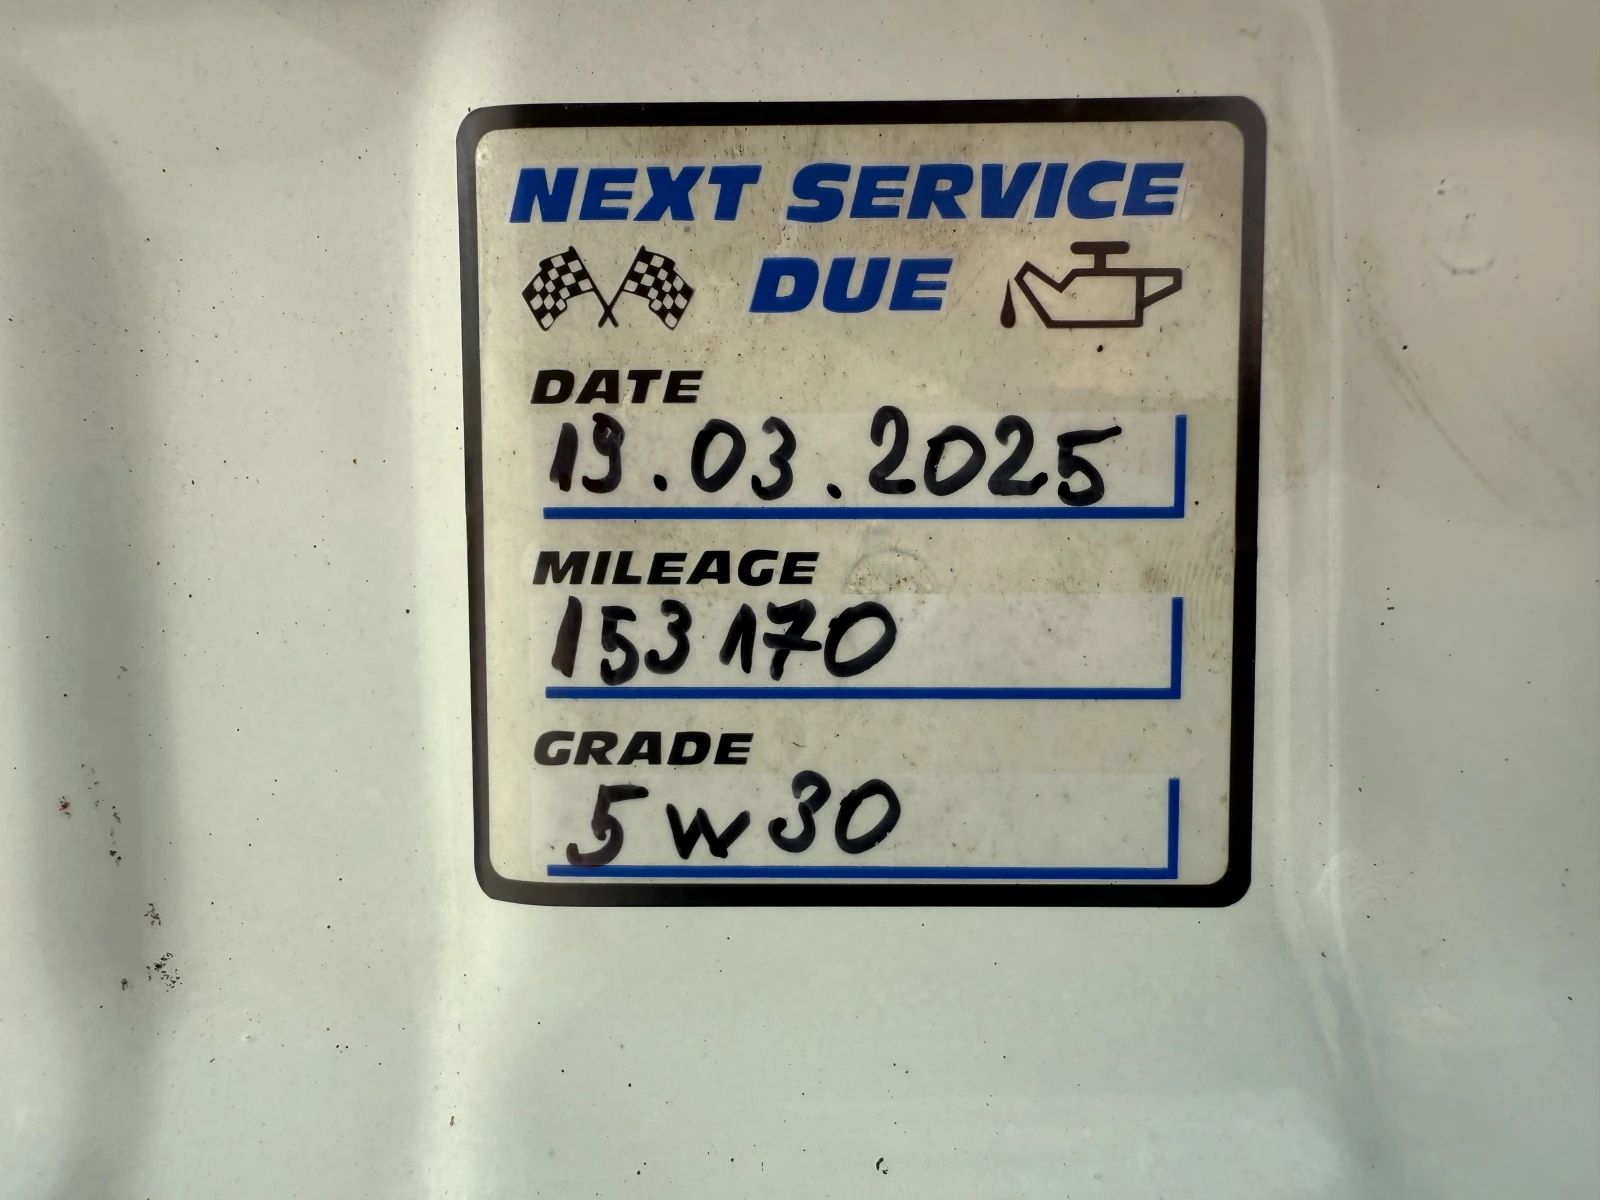 NEXT SERVICE
DUE
DATE
19.03.2025
MILEAGE
153170
GRADE
5w30